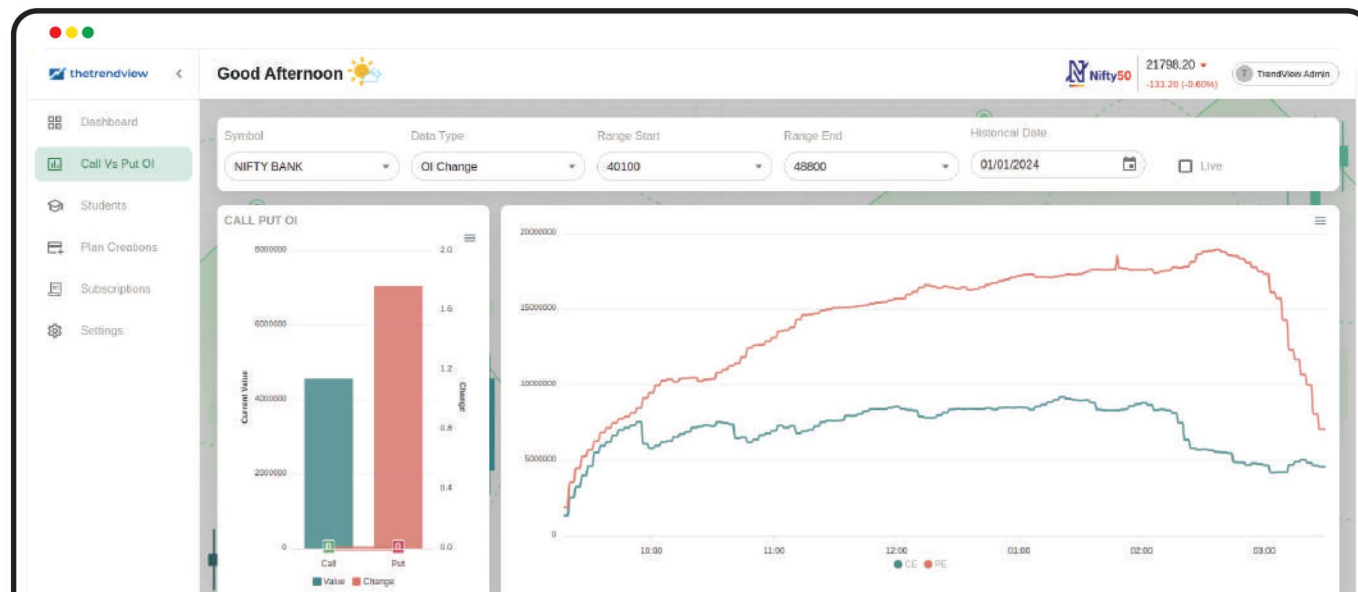 thetrendview
Good Afternoon
Nifty50
21798.20
-131.20 (-0.60%)
T
TrendView Admin
Dashboard
Call Vs Put OI
Students
Plan Creations
Subscriptions
Settings
Symbol
Data Type
Range Start
Range End
Historical Date
NIFTY BANK
OI Change
40100
48800
01/01/2024
Live
CALL PUT OI
8000000
6000000
4000000
2000000
0
Current Value
2.0
1.6
1.2
0.8
0.4
0.0
Change
0
0
Call
Put
Value
Change
20000000
15000000
10000000
5000000
0
10:00
11:00
12:00
01:00
02:00
03:00
CE
PE